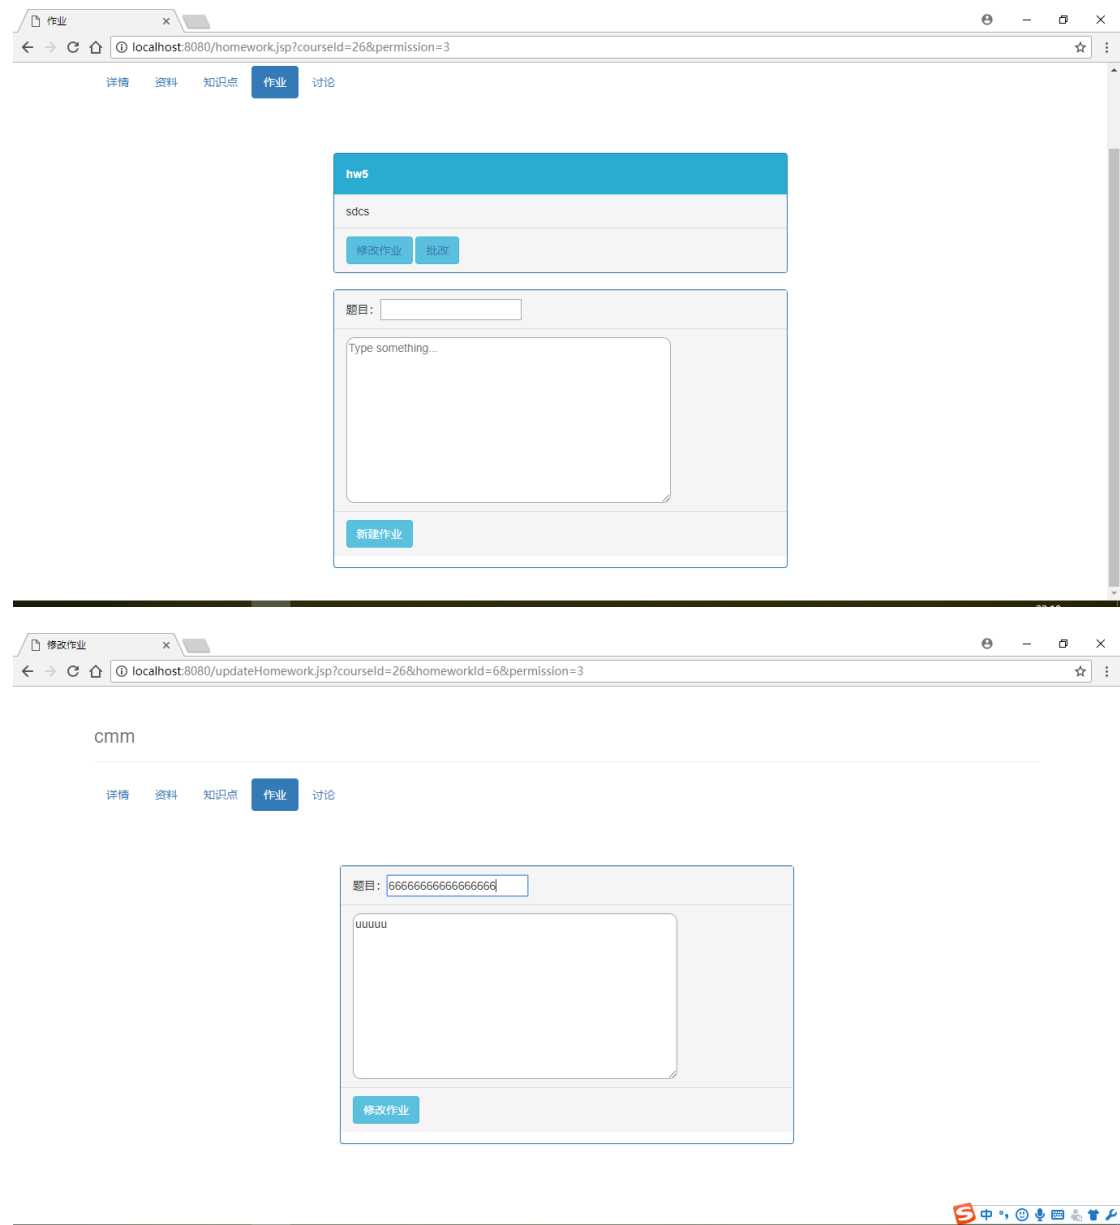 作业
localhost:8080/homework.jsp?courseId=26&permission=3
详情 资料 知识点 作业 讨论
hw5
sdcs
修改作业 批改
题目：
Type something...
新建作业
修改作业
localhost:8080/updateHomework.jsp?courseId=26&homeworkId=6&permission=3
cmm
详情 资料 知识点 作业 讨论
题目： 66666666666666666
uuuuu
修改作业
中